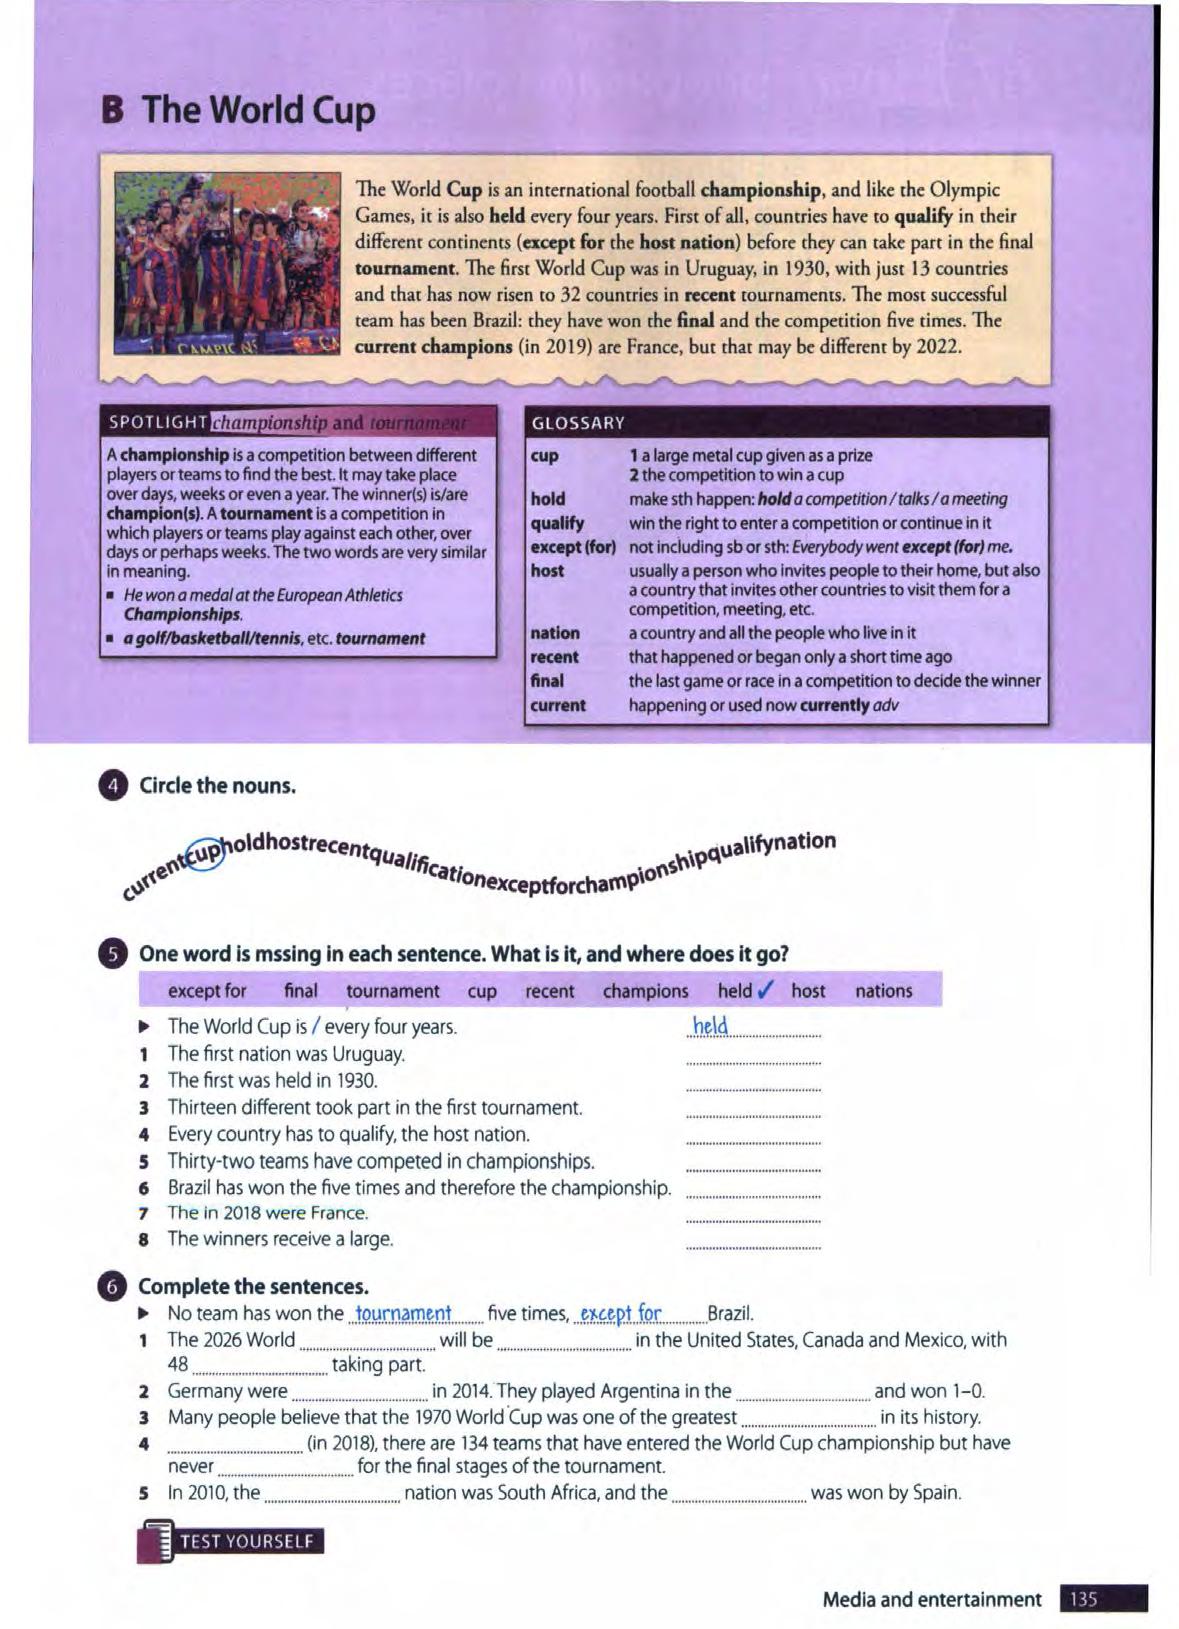 B The World Cup
The World Cup is an international football championship, and like the Olympic
Games, it is also held every four years. First of all, countries have to qualify in their
different continents (except for the host nation) before they can take part in the final
tournament. The first World Cup was in Uruguay, in 1930, with just 13 countries
and that has now risen to 32 countries in recent tournaments. The most successful
team has been Brazil: they have won the final and the competition five times. The
current champions (in 2019) are France, but that may be different by 2022.
SPOTLIGHT championship and tournament
A championship is a competition between different
players or teams to find the best. It may take place
over days, weeks or even a year. The winner(s) is/are
champion(s). A tournament is a competition in
which players or teams play against each other, over
days or perhaps weeks. The two words are very similar
in meaning.
▪ He won a medal at the European Athletics
Championships.
▪ a golf/basketball/tennis, etc. tournament
GLOSSARY
cup 1 a large metal cup given as a prize
2 the competition to win a cup
hold make sth happen: hold a competition / talks / a meeting
qualify win the right to enter a competition or continue in it
except (for) not including sb or sth: Everybody went except (for) me.
host usually a person who invites people to their home, but also
a country that invites other countries to visit them for a
competition, meeting, etc.
nation a country and all the people who live in it
recent that happened or began only a short time ago
final the last game or race in a competition to decide the winner
current happening or used now currently adv
4 Circle the nouns.
currentcupholdhostrecentqualificationexceptforchampionshipqualifynation
5 One word is mssing in each sentence. What is it, and where does it go?
except for final tournament cup recent champions held ✓ host nations
▶ The World Cup is / every four years. held
1 The first nation was Uruguay.
2 The first was held in 1930.
3 Thirteen different took part in the first tournament.
4 Every country has to qualify, the host nation.
5 Thirty-two teams have competed in championships.
6 Brazil has won the five times and therefore the championship.
7 The in 2018 were France.
8 The winners receive a large.
6 Complete the sentences.
▶ No team has won the tournament five times, except for Brazil.
1 The 2026 World ............ will be ............ in the United States, Canada and Mexico, with
48 ............ taking part.
2 Germany were ............ in 2014. They played Argentina in the ............ and won 1–0.
3 Many people believe that the 1970 World Cup was one of the greatest ............ in its history.
4 ............ (in 2018), there are 134 teams that have entered the World Cup championship but have
never ............ for the final stages of the tournament.
5 In 2010, the ............ nation was South Africa, and the ............ was won by Spain.
TEST YOURSELF
Media and entertainment 135